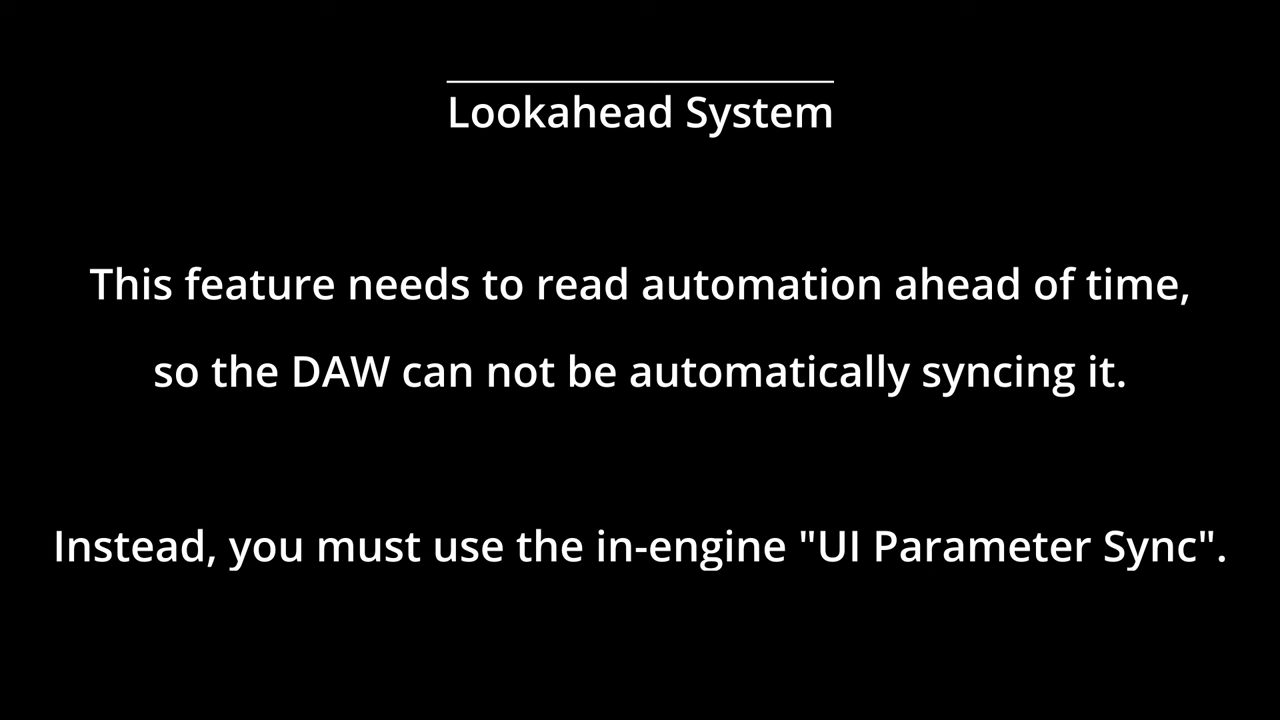 Lookahead System
This feature needs to read automation ahead of time,
so the DAW can not be automatically syncing it.
Instead, you must use the in-engine "UI Parameter Sync".